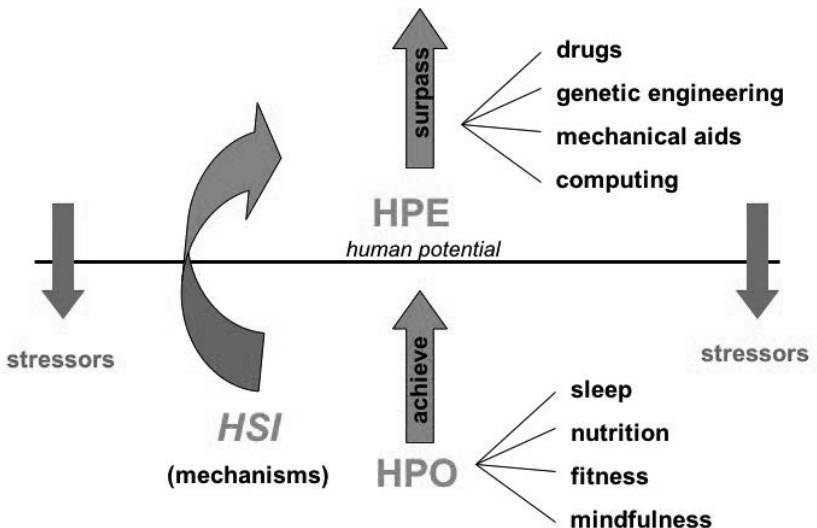 surpass
drugs
genetic engineering
mechanical aids
computing
HPE
human potential
stressors
stressors
achieve
sleep
nutrition
fitness
mindfulness
HSI
(mechanisms)
HPO